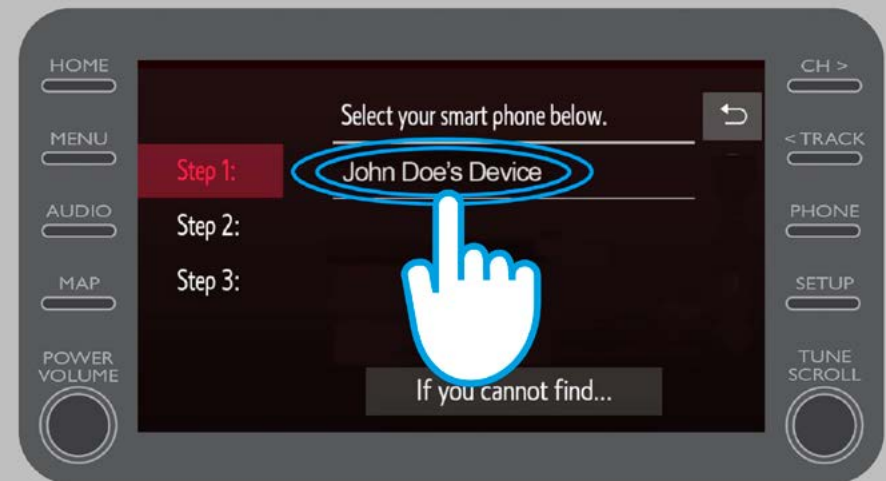 HOME
MENU
AUDIO
MAP
POWER
VOLUME
Select your smart phone below.
Step 1:
John Doe's Device
Step 2:
Step 3:
If you cannot find...
CH >
< TRACK
PHONE
SETUP
TUNE
SCROLL